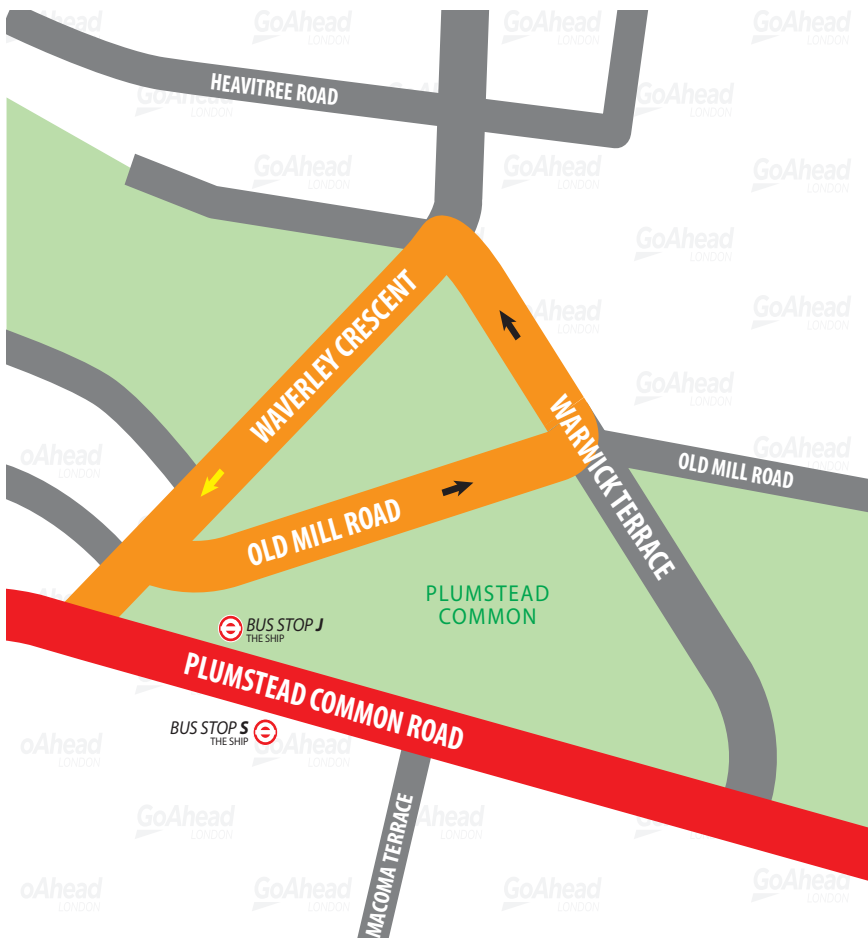 HEAVITREE ROAD
WAVERLEY CRESCENT
WARWICK TERRACE
OLD MILL ROAD
OLD MILL ROAD
PLUMSTEAD
COMMON
BUS STOP J
THE SHIP
PLUMSTEAD COMMON ROAD
BUS STOP S
THE SHIP
MACOMA TERRACE
GoAhead
LONDON